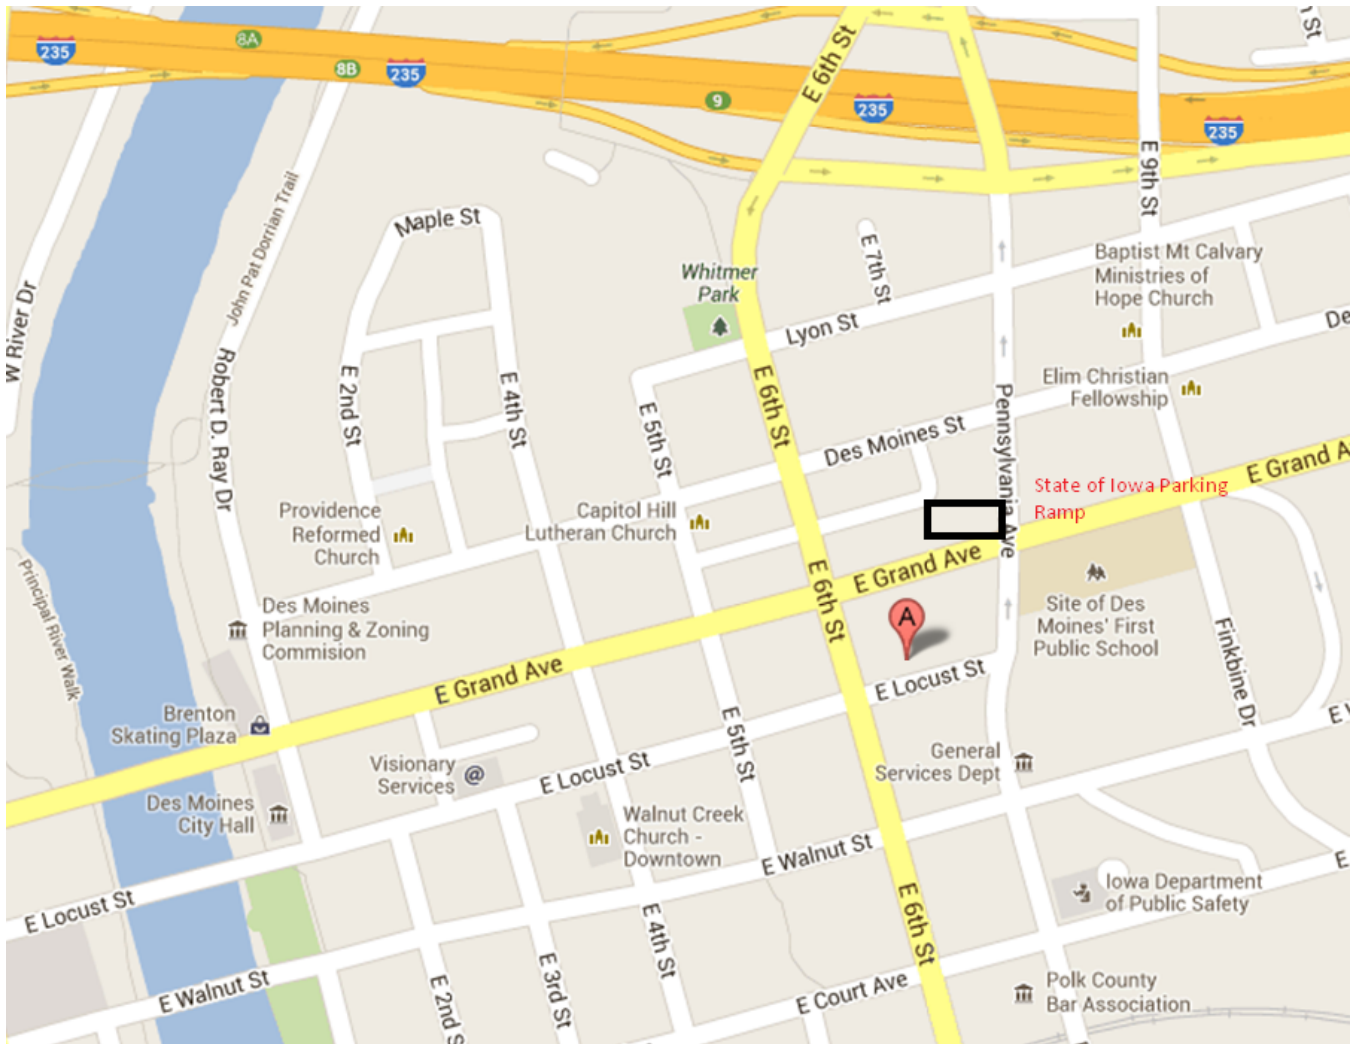 235
8A
8B
235
9
235
235
E 6th St
n St
E 9th St
John Pat Dorrian Trail
W River Dr
Maple St
E 7th St
Whitmer
Park
Baptist Mt Calvary
Ministries of
Hope Church
Lyon St
De
Robert D. Ray Dr
E 2nd St
E 4th St
E 5th St
E 6th St
Elim Christian
Fellowship
Pennsylvania Ave
Des Moines St
E Grand A
State of Iowa Parking
Ramp
Providence
Reformed
Church
Capitol Hill
Lutheran Church
E Grand Ave
E 6th St
Principal River Walk
Des Moines
Planning & Zoning
Commision
A
Site of Des
Moines' First
Public School
Finkbine Dr
E Grand Ave
E Locust St
Brenton
Skating Plaza
E 5th St
E W
Visionary
Services
@
E Locust St
General
Services Dept
Des Moines
City Hall
Walnut Creek
Church -
Downtown
E Walnut St
E
Iowa Department
of Public Safety
E Locust St
E 4th St
E 6th St
E Walnut St
E 2nd S
E 3rd St
E Court Ave
Polk County
Bar Association